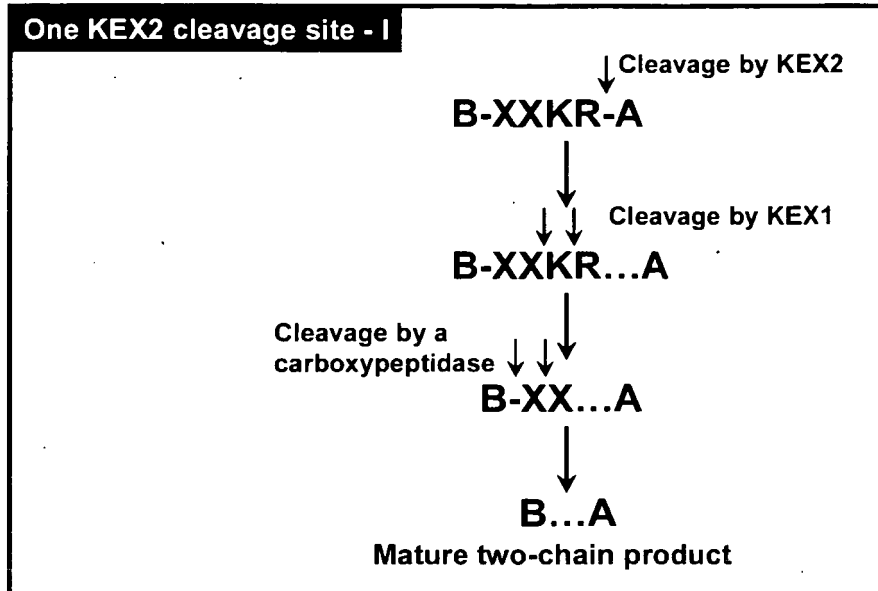 One KEX2 cleavage site - I
Cleavage by KEX2
B-XXKR-A
Cleavage by KEX1
B-XXKR...A
Cleavage by a
carboxypeptidase
B-XX...A
B...A
Mature two-chain product